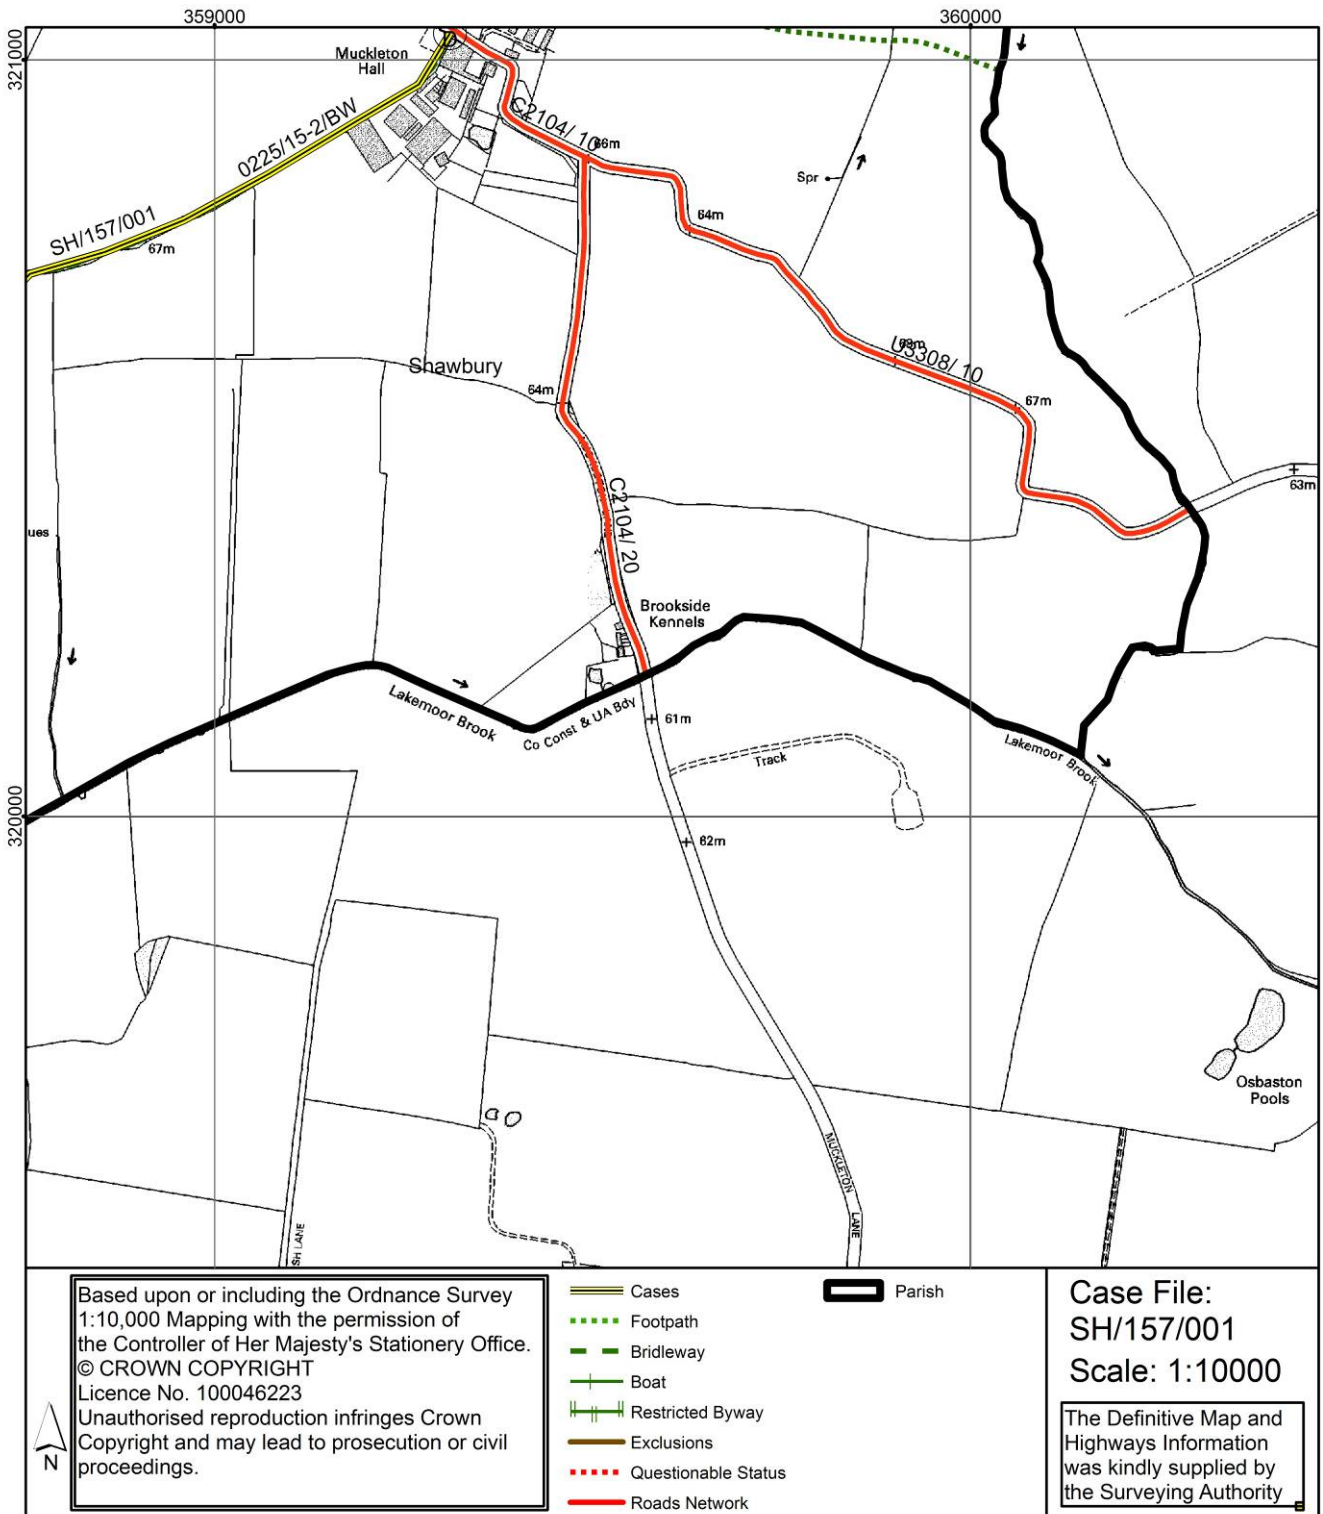 359000
360000
321000
Muckleton
Hall
C2104/ 10
66m
0225/15-2/BW
Spr
64m
SH/157/001
67m
U3308/ 10
Shawbury
64m
67m
63m
C2104/ 20
ues
Brookside
Kennels
Lakemoor Brook
Co Const & UA Bdy
61m
Lakemoor Brook
Track
320000
62m
Osbaston
Pools
MUCKLETON
LANE
SH LANE
Based upon or including the Ordnance Survey
1:10,000 Mapping with the permission of
the Controller of Her Majesty's Stationery Office.
© CROWN COPYRIGHT
Licence No. 100046223
Unauthorised reproduction infringes Crown
Copyright and may lead to prosecution or civil
proceedings.
N
Cases
Footpath
Bridleway
Boat
Restricted Byway
Exclusions
Questionable Status
Roads Network
Parish
Case File:
SH/157/001
Scale: 1:10000
The Definitive Map and
Highways Information
was kindly supplied by
the Surveying Authority